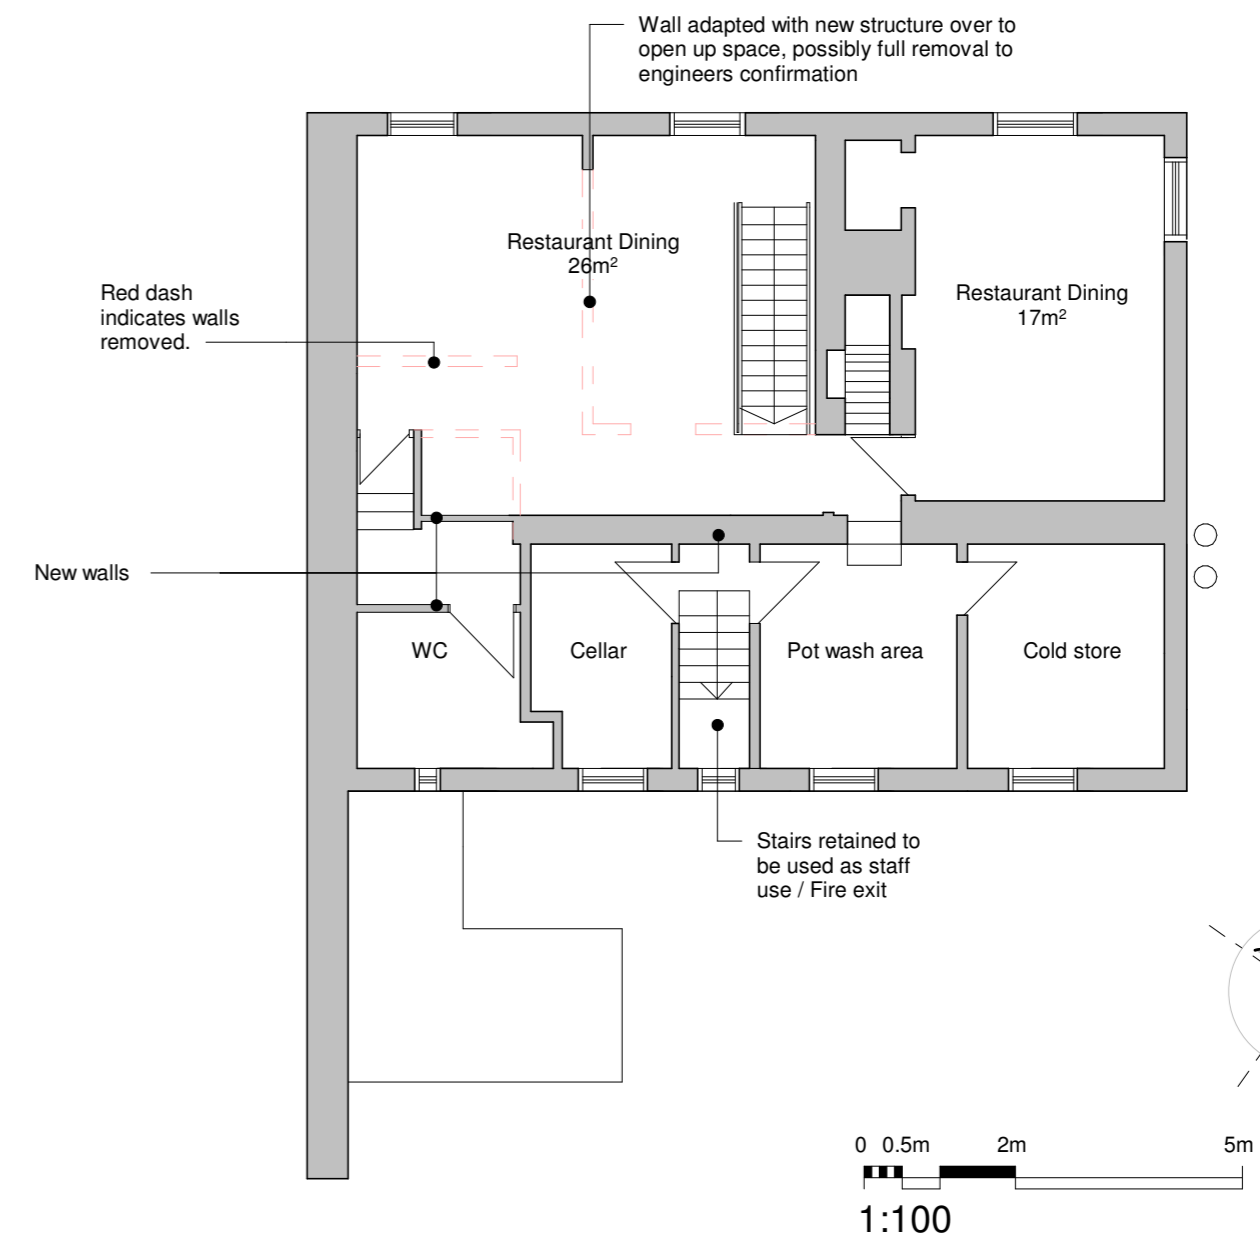 Wall adapted with new structure over to
open up space, possibly full removal to
engineers confirmation
Restaurant Dining
26m²
Red dash
indicates walls
removed.
Restaurant Dining
17m²
New walls
WC
Cellar
Pot wash area
Cold store
Stairs retained to
be used as staff
use / Fire exit
0 0.5m 2m 5m
1:100